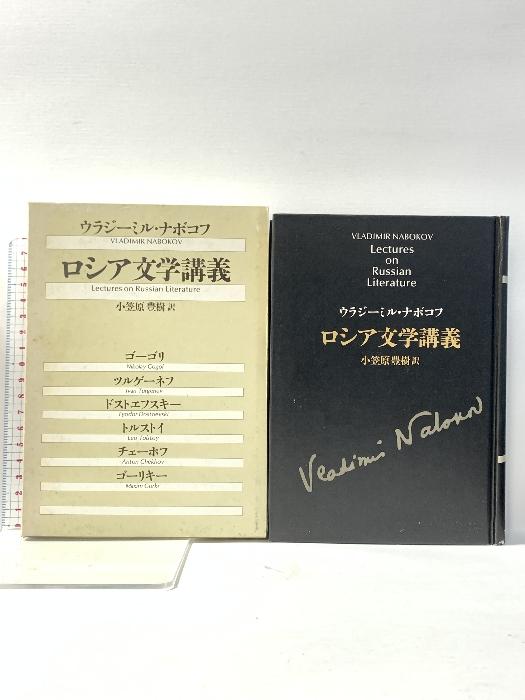 ウラジーミル・ナボコフ
VLADIMIR NABOKOV
ロシア文学講義
Lectures on Russian Literature
小笠原豊樹 訳
ゴーゴリ
Nikolay Gogol
ツルゲーネフ
Ivan Turgenev
ドストエフスキー
Fyodor Dostoevski
トルストイ
Leo Tolstoy
チェーホフ
Anton Chekhov
ゴーリキー
Maxim Gorki
VLADIMIR NABOKOV
Lectures
on
Russian
Literature
ウラジーミル・ナボコフ
ロシア文学講義
小笠原豊樹 訳
Vladimir Nabokov